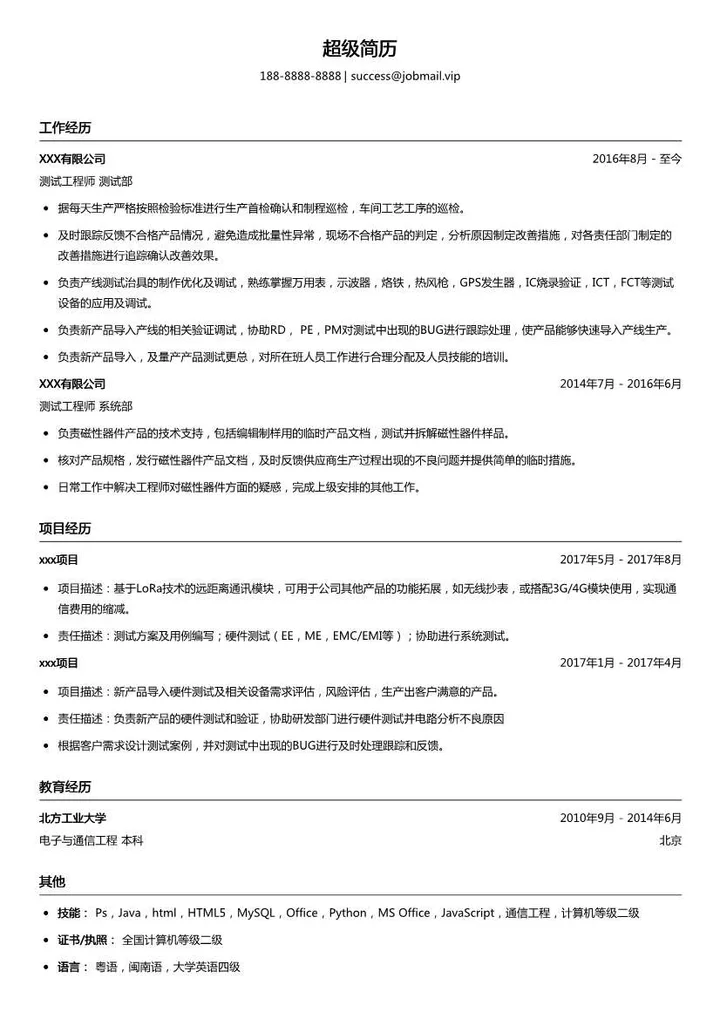 超级简历
188-8888-8888 | success@jobmail.vip
工作经历
XXX有限公司 2016年8月 - 至今
测试工程师 测试部
• 据每天生产严格按照检验标准进行生产首检确认和制程巡检，车间工艺工序的巡检。
• 及时跟踪反馈不合格产品情况，避免造成批量性异常，现场不合格产品的判定，分析原因制定改善措施，对各责任部门制定的
改善措施进行追踪确认改善效果。
• 负责产线测试治具的制作优化及调试，熟练掌握万用表，示波器，烙铁，热风枪，GPS发生器，IC烧录验证，ICT，FCT等测试
设备的应用及调试。
• 负责新产品导入产线的相关验证调试，协助RD， PE，PM对测试中出现的BUG进行跟踪处理，使产品能够快速导入产线生产。
• 负责新产品导入，及量产产品测试更总，对所在班人员工作进行合理分配及人员技能的培训。
XXX有限公司 2014年7月 - 2016年6月
测试工程师 系统部
• 负责磁性器件产品的技术支持，包括编辑制样用的临时产品文档，测试并拆解磁性器件样品。
• 核对产品规格，发行磁性器件产品文档，及时反馈供应商生产过程出现的不良问题并提供简单的临时措施。
• 日常工作中解决工程师对磁性器件方面的疑惑，完成上级安排的其他工作。
项目经历
xxx项目 2017年5月 - 2017年8月
• 项目描述：基于LoRa技术的远距离通讯模块，可用于公司其他产品的功能拓展，如无线抄表，或搭配3G/4G模块使用，实现通
信费用的缩减。
• 责任描述：测试方案及用例编写；硬件测试（EE，ME，EMC/EMI等）；协助进行系统测试。
xxx项目 2017年1月 - 2017年4月
• 项目描述：新产品导入硬件测试及相关设备需求评估，风险评估，生产出客户满意的产品。
• 责任描述：负责新产品的硬件测试和验证，协助研发部门进行硬件测试并电路分析不良原因
• 根据客户需求设计测试案例，并对测试中出现的BUG进行及时处理跟踪和反馈。
教育经历
北方工业大学 2010年9月 - 2014年6月
电子与通信工程 本科 北京
其他
• 技能： Ps，Java，html，HTML5，MySQL，Office，Python，MS Office，JavaScript，通信工程，计算机等级二级
• 证书/执照： 全国计算机等级二级
• 语言： 粤语，闽南语，大学英语四级